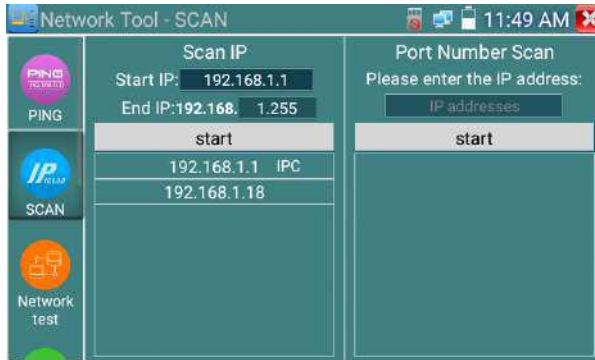 Network Tool - SCAN
11:49 AM
PING
PING
SCAN
Network
test
Scan IP
Start IP: 192.168.1.1
End IP:192.168. 1.255
start
192.168.1.1 IPC
192.168.1.18
Port Number Scan
Please enter the IP address:
IP addresses
start